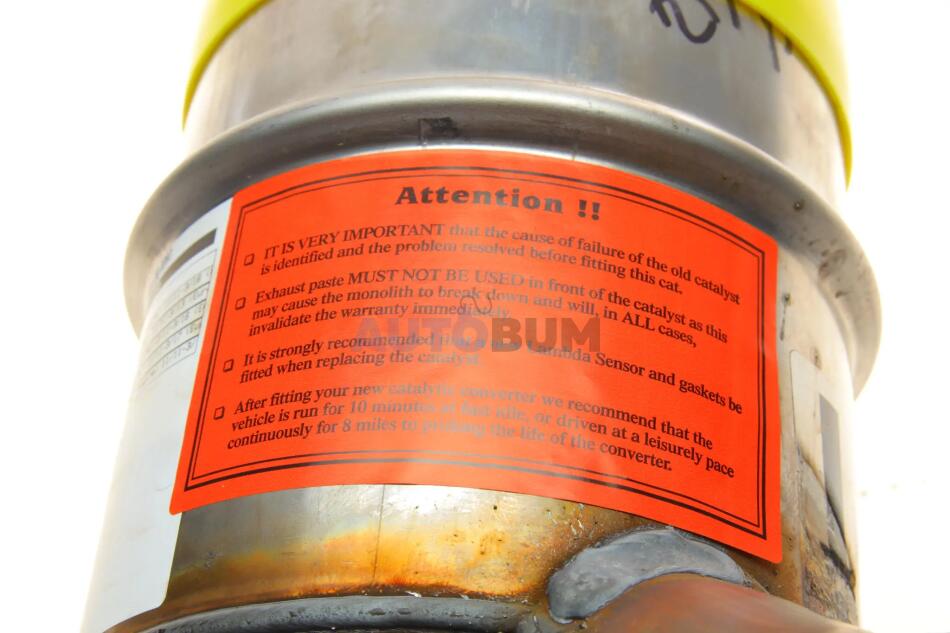 Attention !!
❑ IT IS VERY IMPORTANT that the cause of failure of the old catalyst
is identified and the problem resolved before fitting this cat.
❑ Exhaust paste MUST NOT BE USED in front of the catalyst as this
may cause the monolith to break down and will, in ALL cases,
invalidate the warranty immediately.
AUTOBUM
❑ It is strongly recommended that a new Lambda Sensor and gaskets be
fitted when replacing the catalyst.
❑ After fitting your new catalytic converter we recommend that the
vehicle is run for 10 minutes at fast idle, or driven at a leisurely pace
continuously for 8 miles to prolong the life of the converter.